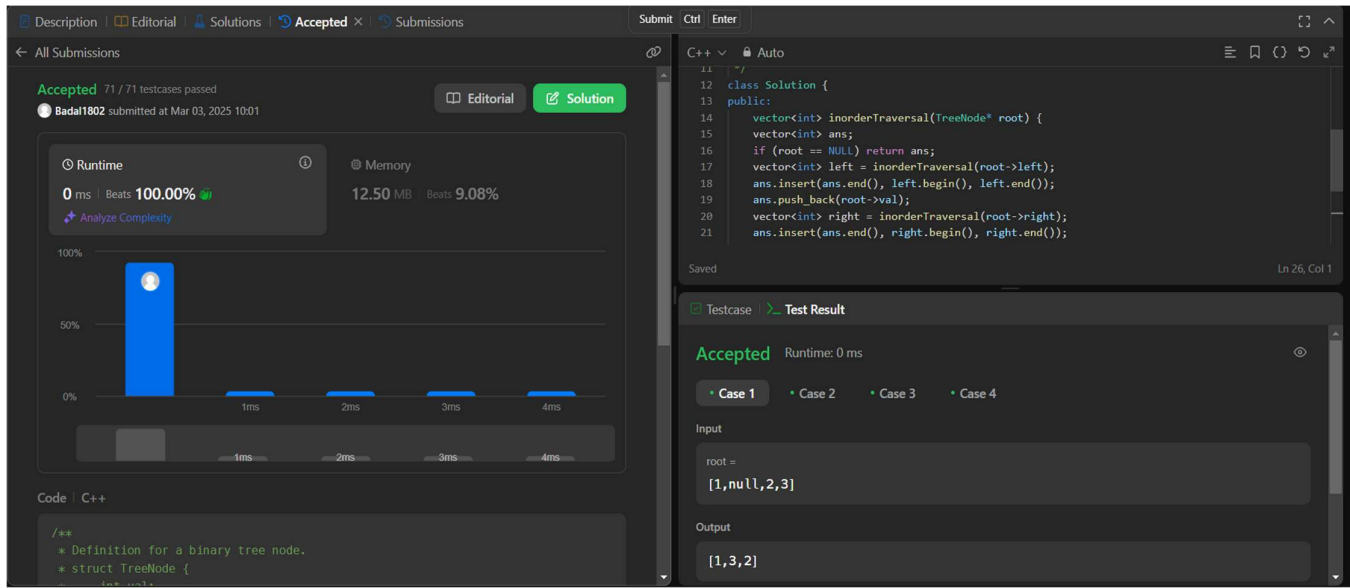 Description | Editorial | Solutions | Accepted × | Submissions
Submit Ctrl Enter
← All Submissions
Accepted 71 / 71 testcases passed
Badal1802 submitted at Mar 03, 2025 10:01
Editorial
Solution
Runtime
0 ms | Beats 100.00%
Analyze Complexity
Memory
12.50 MB | Beats 9.08%
100%
50%
0%
1ms 2ms 3ms 4ms
1ms 2ms 3ms 4ms
Code | C++
/**
* Definition for a binary tree node.
* struct TreeNode {
* int val;
C++ Auto
11 */
12 class Solution {
13 public:
14 vector<int> inorderTraversal(TreeNode* root) {
15 vector<int> ans;
16 if (root == NULL) return ans;
17 vector<int> left = inorderTraversal(root->left);
18 ans.insert(ans.end(), left.begin(), left.end());
19 ans.push_back(root->val);
20 vector<int> right = inorderTraversal(root->right);
21 ans.insert(ans.end(), right.begin(), right.end());
Saved
Ln 26, Col 1
Testcase | >_ Test Result
Accepted Runtime: 0 ms
• Case 1 • Case 2 • Case 3 • Case 4
Input
root =
[1,null,2,3]
Output
[1,3,2]